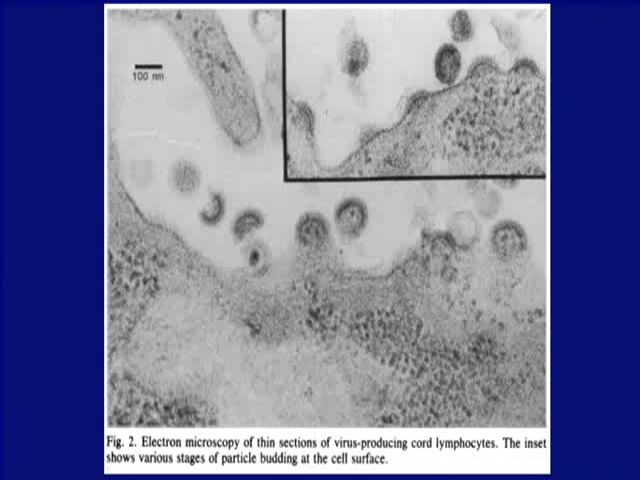 100 nm
Fig. 2. Electron microscopy of thin sections of virus-producing cord lymphocytes. The inset
shows various stages of particle budding at the cell surface.